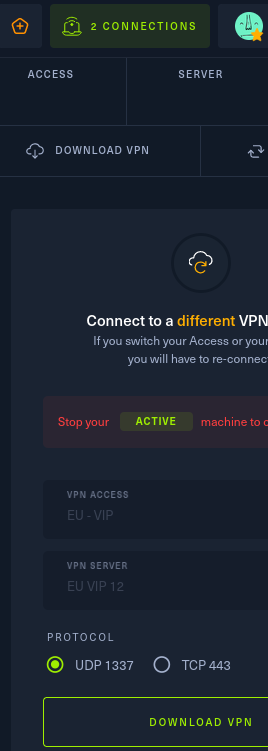 2 CONNECTIONS
ACCESS SERVER
DOWNLOAD VPN
Connect to a different VPN
If you switch your Access or your
you will have to re-connect
Stop your ACTIVE machine to
VPN ACCESS
EU - VIP
VPN SERVER
EU VIP 12
PROTOCOL
UDP 1337 TCP 443
DOWNLOAD VPN